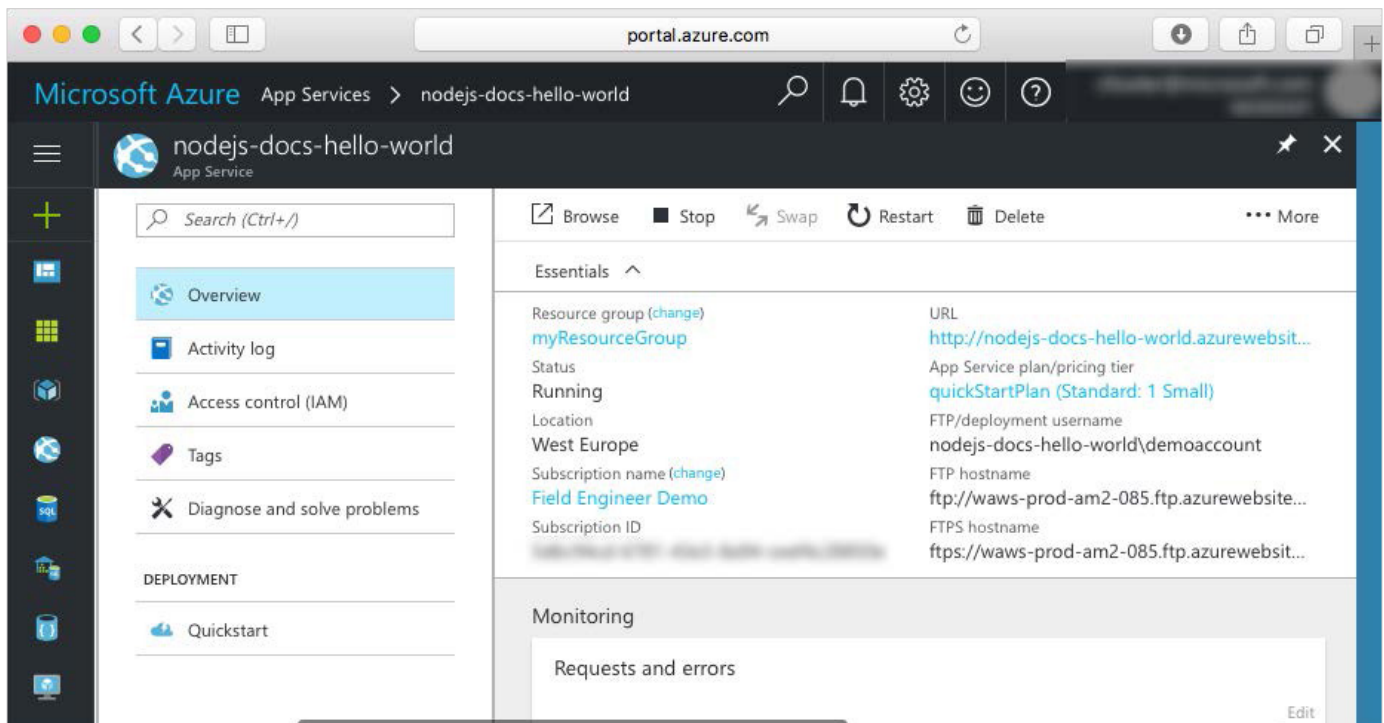 portal.azure.com
Microsoft Azure App Services > nodejs-docs-hello-world
nodejs-docs-hello-world
App Service
Search (Ctrl+/)
Overview
Activity log
Access control (IAM)
Tags
Diagnose and solve problems
DEPLOYMENT
Quickstart
Browse Stop Swap Restart Delete ••• More
Essentials
Resource group (change)
myResourceGroup
Status
Running
Location
West Europe
Subscription name (change)
Field Engineer Demo
Subscription ID
URL
http://nodejs-docs-hello-world.azurewebsit...
App Service plan/pricing tier
quickStartPlan (Standard: 1 Small)
FTP/deployment username
nodejs-docs-hello-world\demoaccount
FTP hostname
ftp://waws-prod-am2-085.ftp.azurewebsite...
FTPS hostname
ftps://waws-prod-am2-085.ftp.azurewebsit...
Monitoring
Requests and errors
Edit
SQL